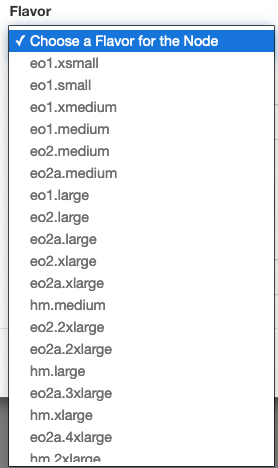 Flavor
✓ Choose a Flavor for the Node
eo1.xsmall
eo1.small
eo1.xmedium
eo1.medium
eo2.medium
eo2a.medium
eo1.large
eo2.large
eo2a.large
eo2.xlarge
eo2a.xlarge
hm.medium
eo2.2xlarge
eo2a.2xlarge
hm.large
eo2a.3xlarge
hm.xlarge
eo2a.4xlarge
hm.2xlarge